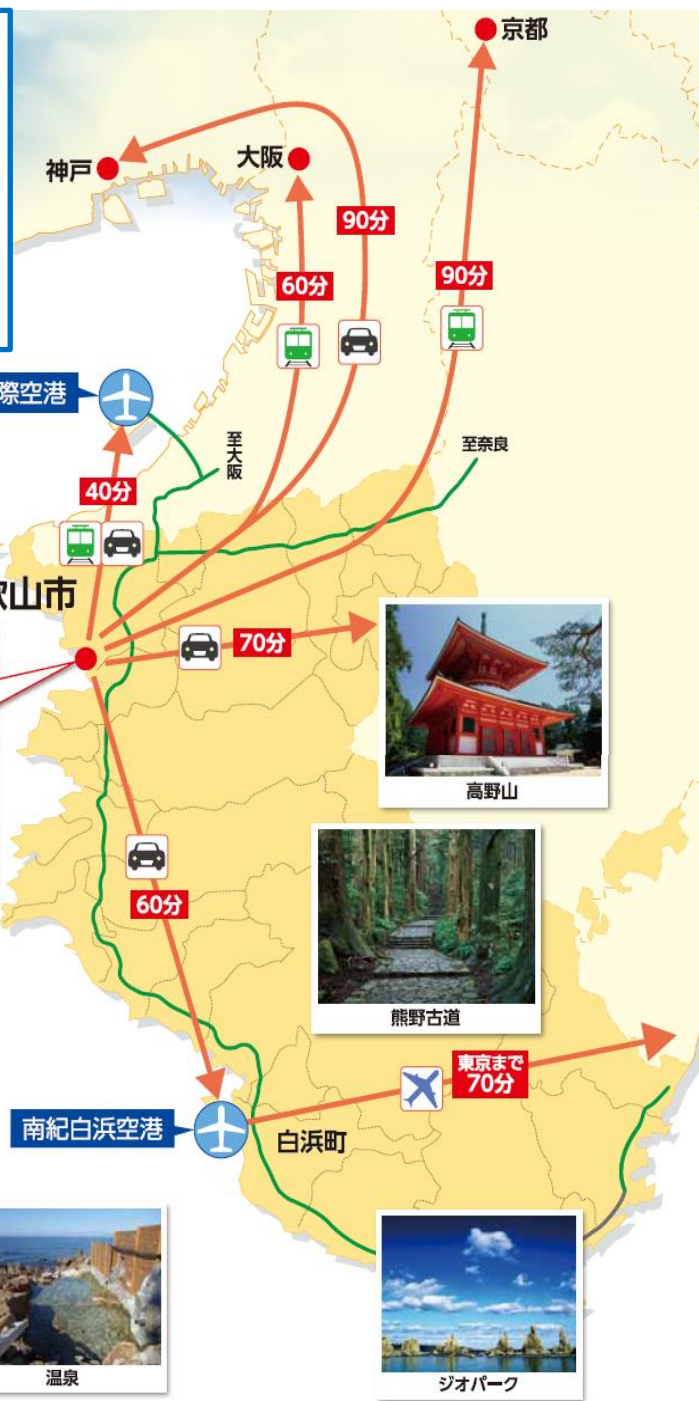 京都
神戸
大阪
90分
60分
90分
際空港
至大阪
至奈良
40分
歌山市
70分
高野山
60分
熊野古道
東京まで
70分
南紀白浜空港
白浜町
温泉
ジオパーク